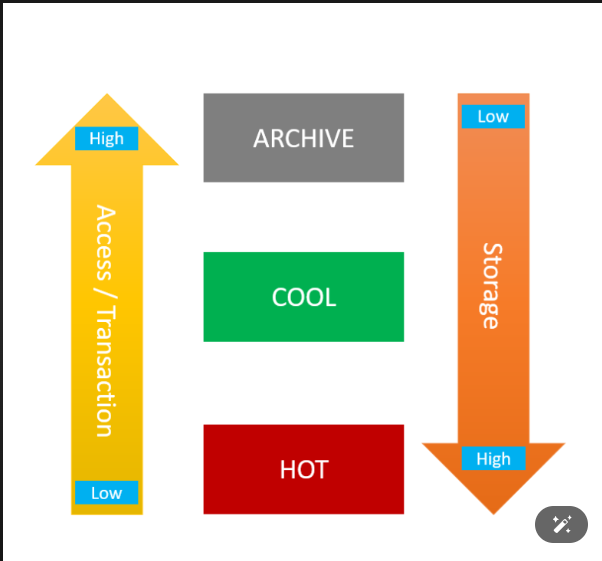 High
ARCHIVE
Low
Access / Transaction
COOL
Storage
Low
HOT
High